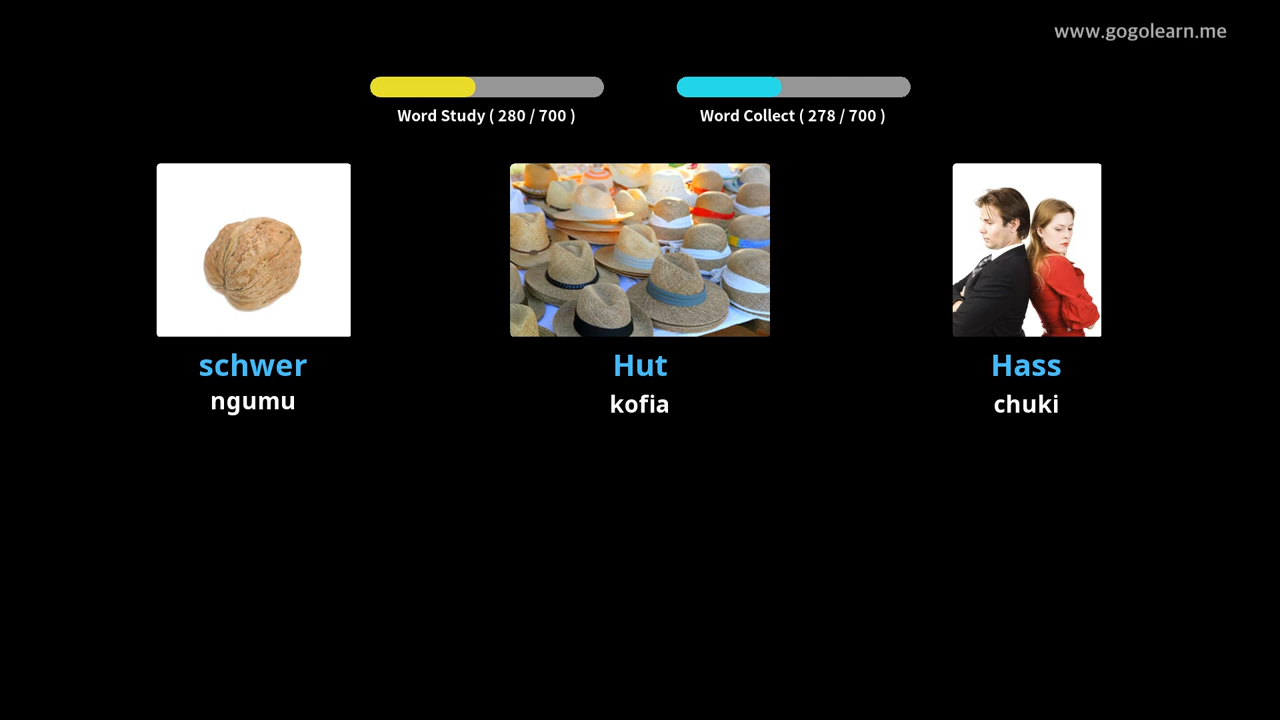 www.gogolearn.me
Word Study ( 280 / 700 )
Word Collect ( 278 / 700 )
schwer
ngumu
Hut
kofia
Hass
chuki